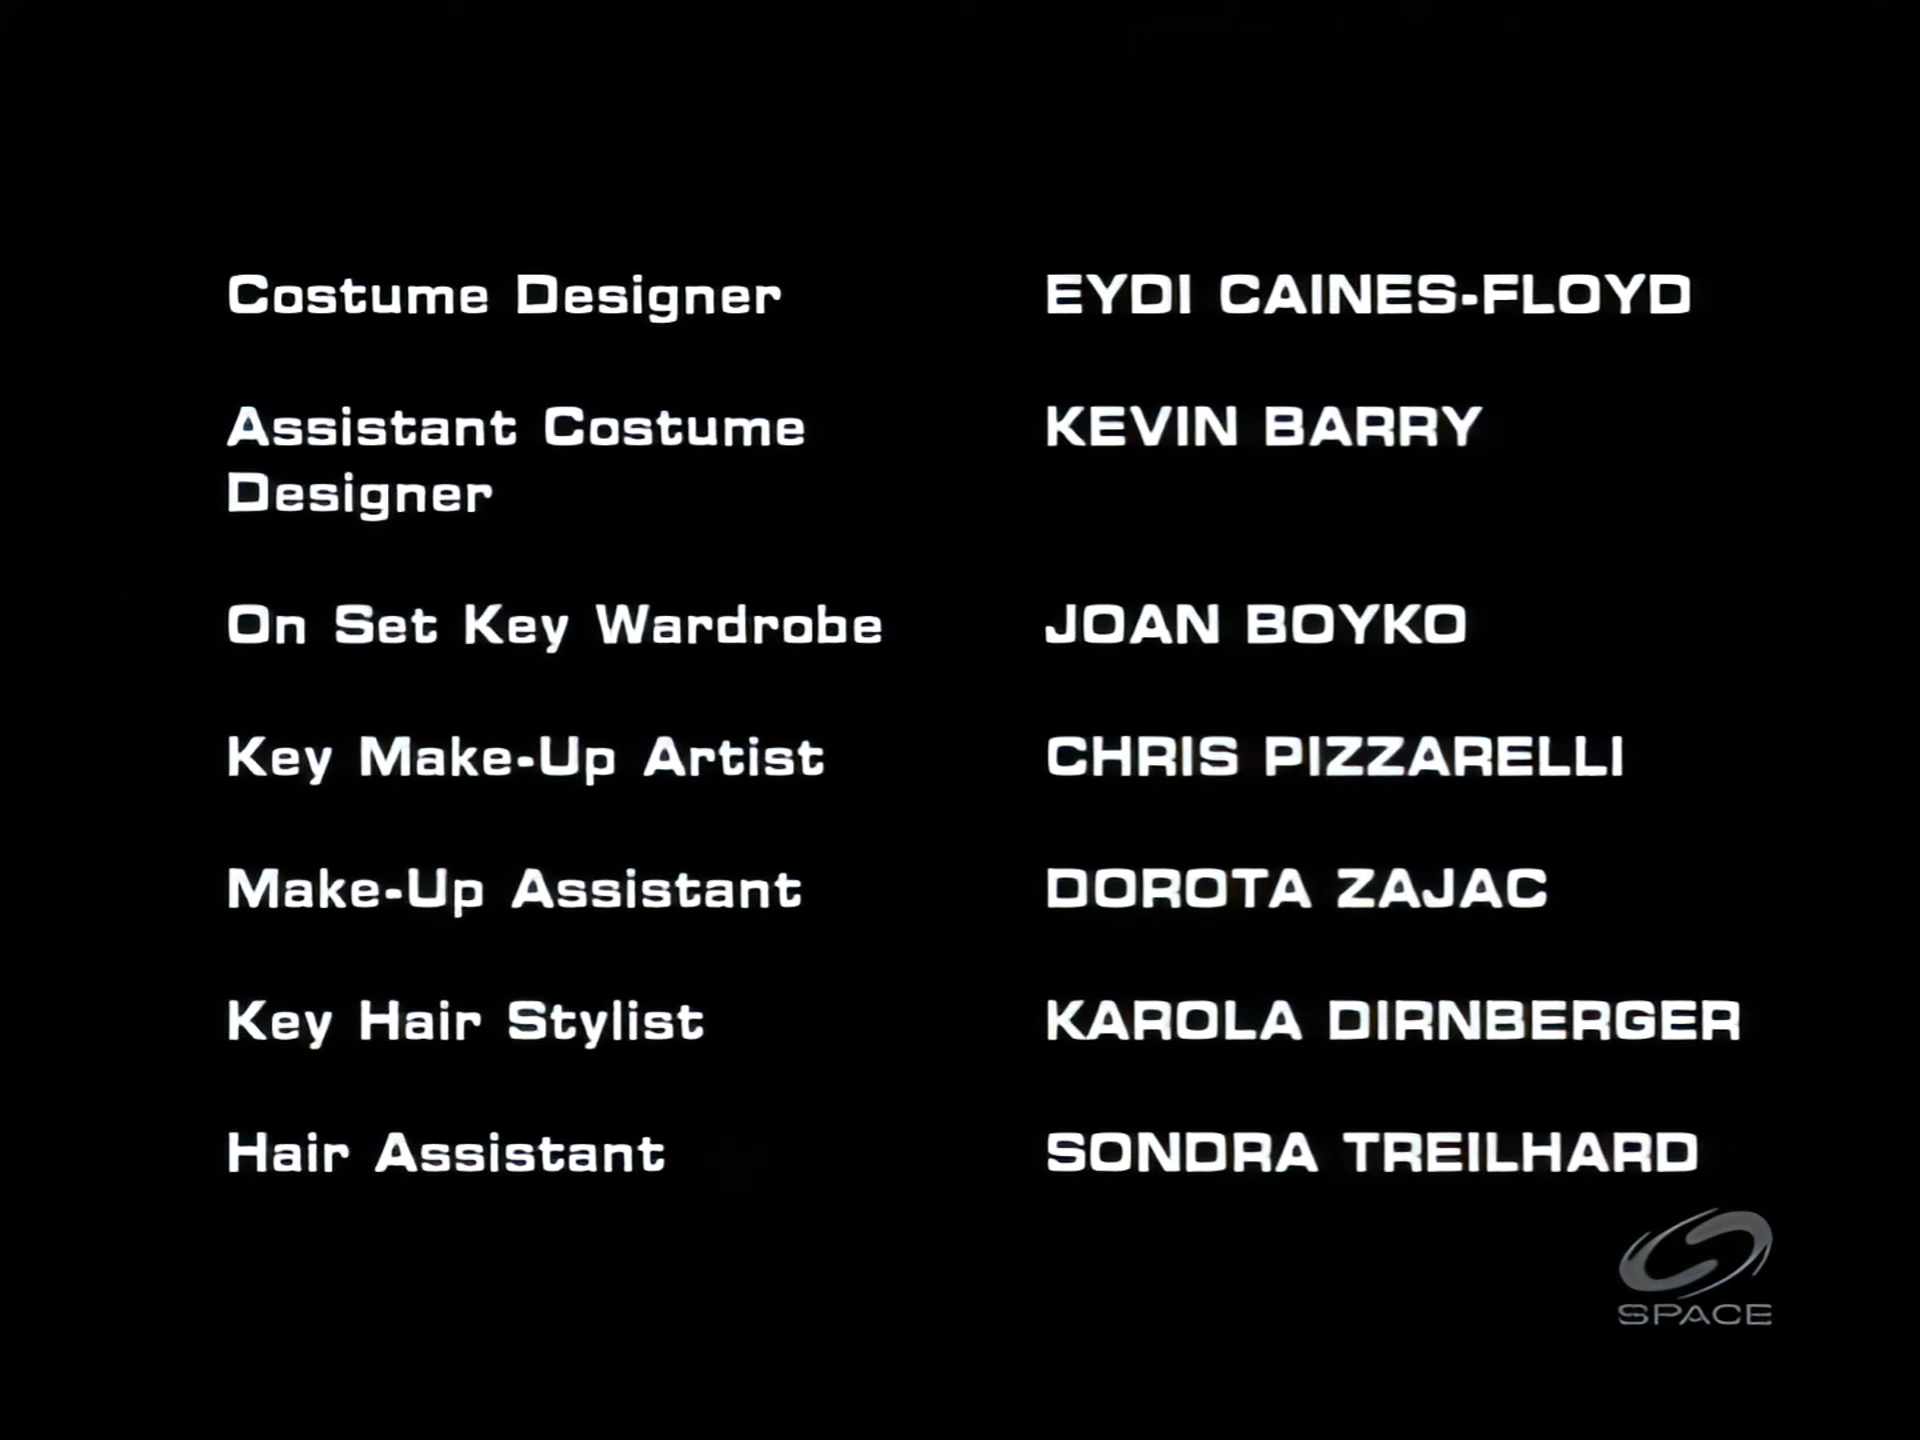 Costume Designer EYDI CAINES-FLOYD
Assistant Costume KEVIN BARRY
Designer
On Set Key Wardrobe JOAN BOYKO
Key Make-Up Artist CHRIS PIZZARELLI
Make-Up Assistant DOROTA ZAJAC
Key Hair Stylist KAROLA DIRNBERGER
Hair Assistant SONDRA TREILHARD
SPACE